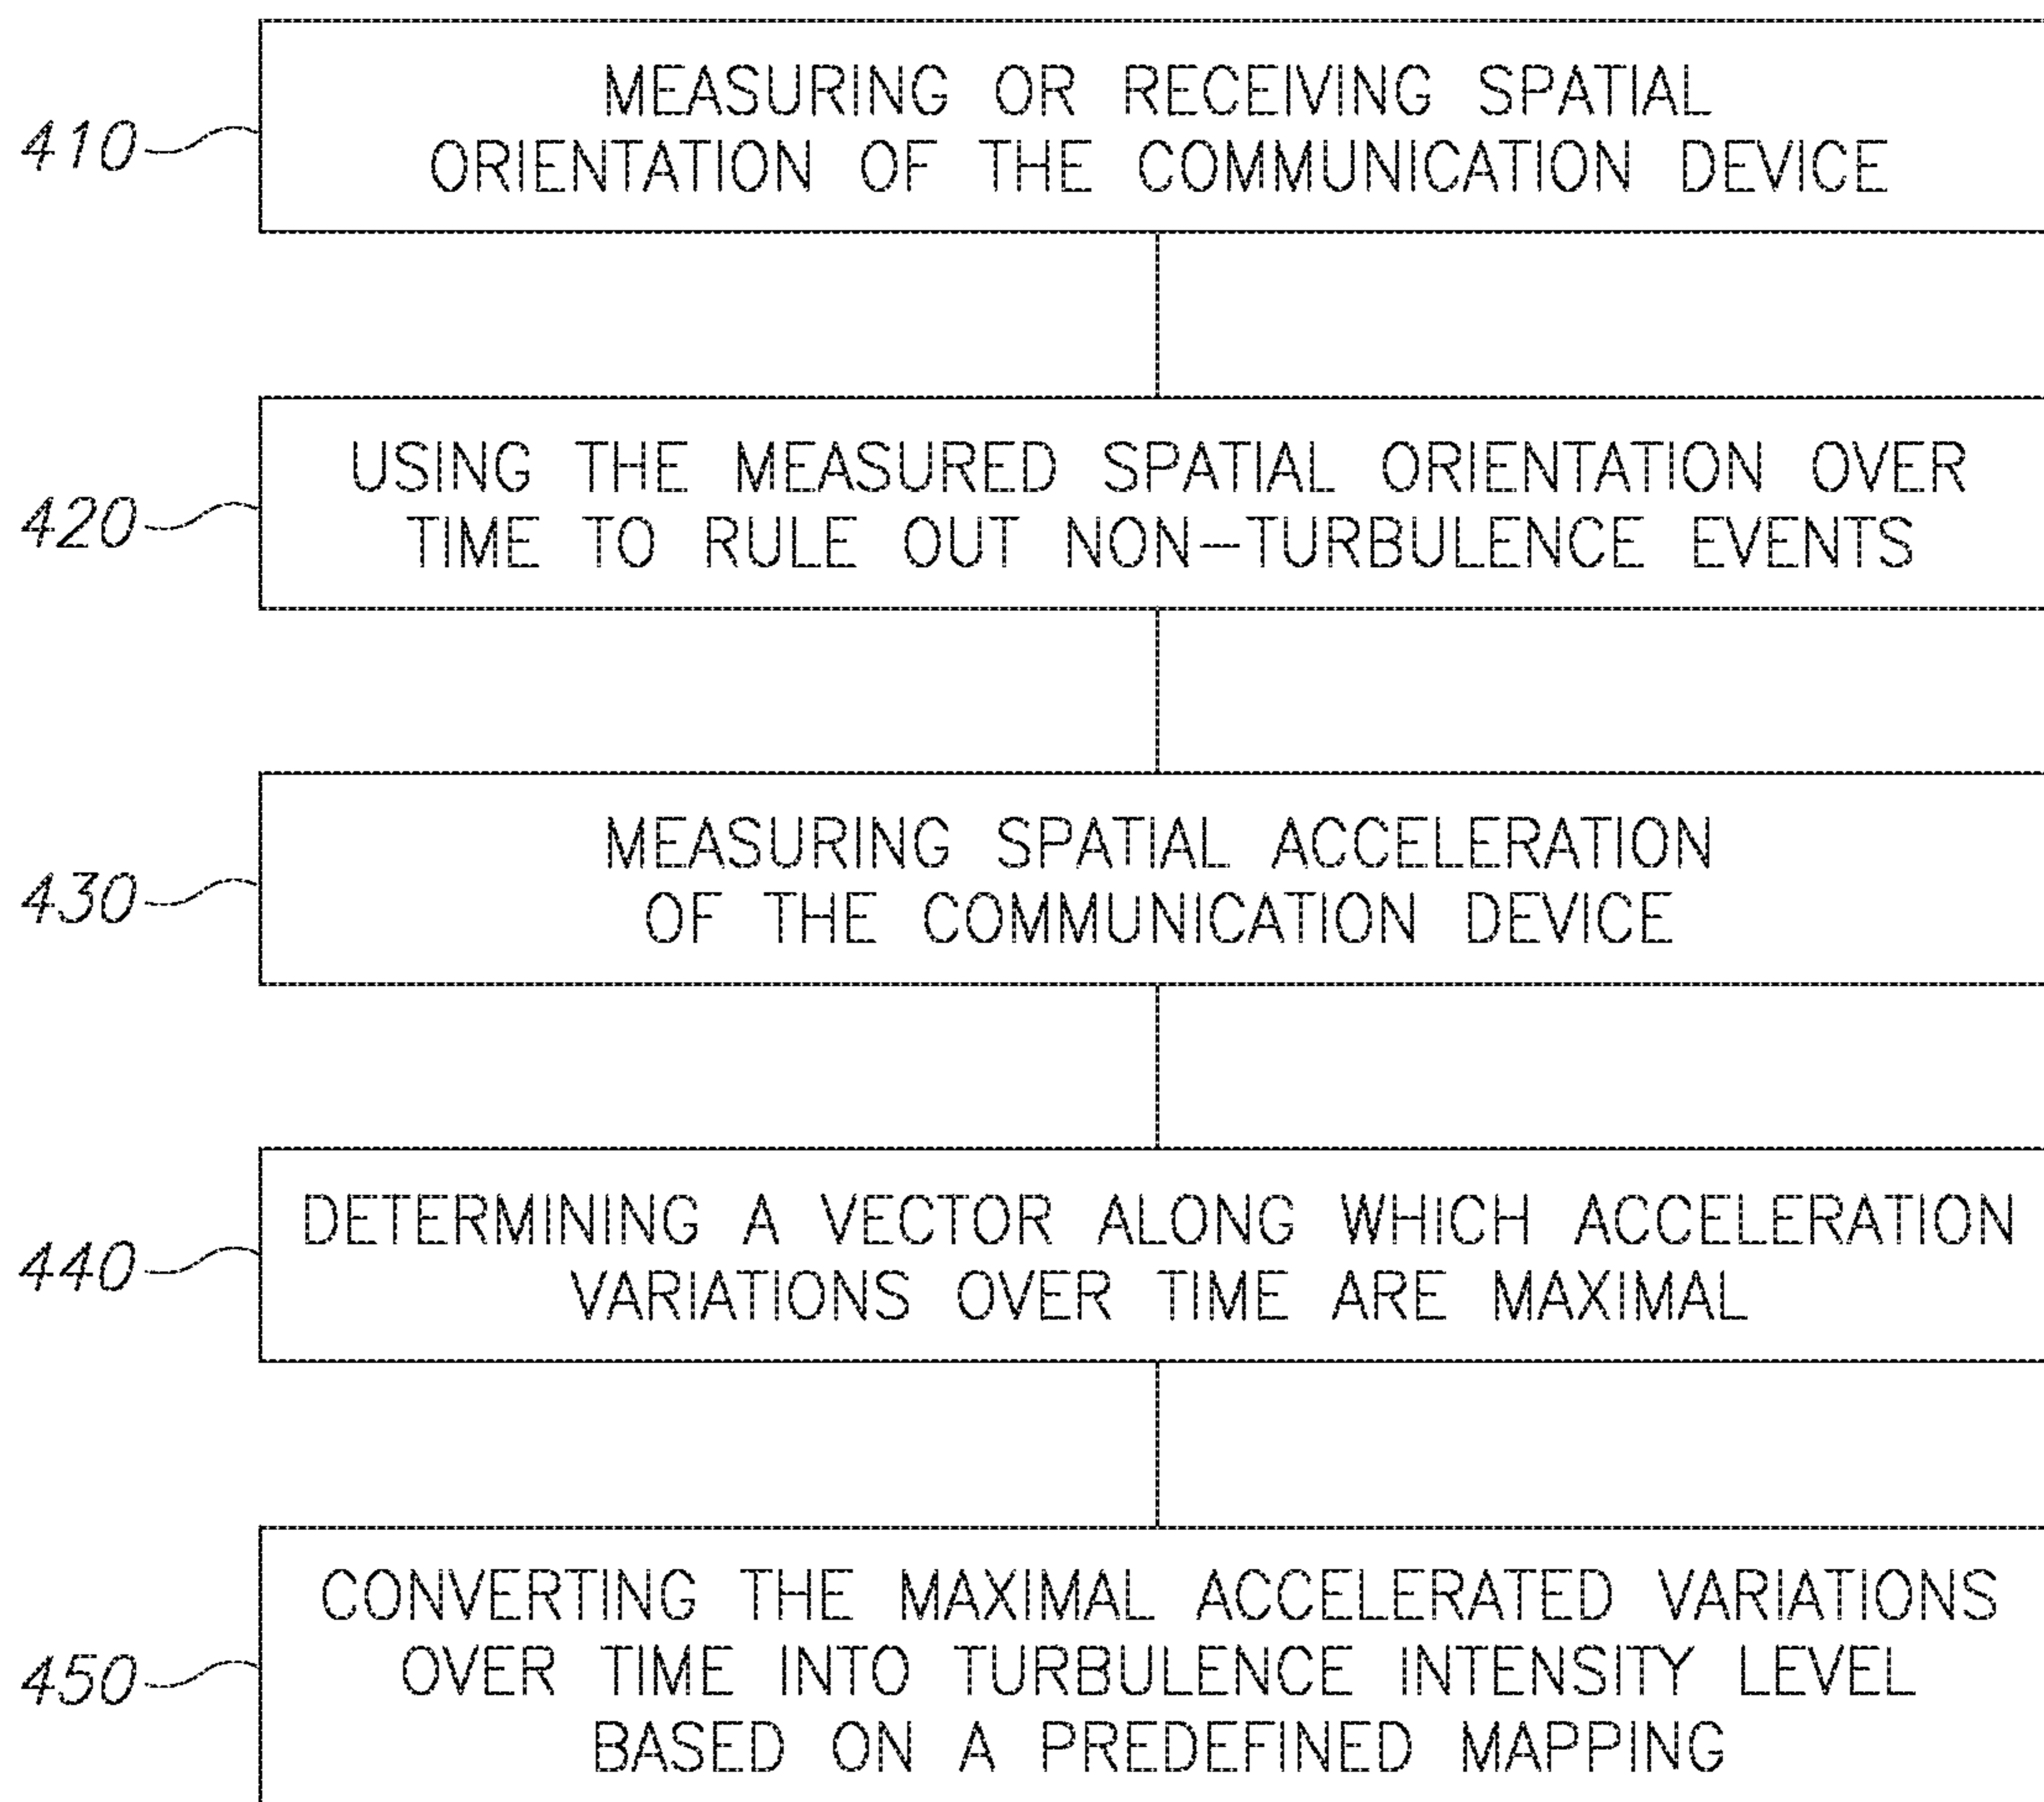 MEASURING OR RECEIVING SPATIAL
410 ORIENTATION OF THE COMMUNICATION DEVICE
USING THE MEASURED SPATIAL ORIENTATION OVER
420 TIME TO RULE OUT NON-TURBULENCE EVENTS
MEASURING SPATIAL ACCELERATION
430 OF THE COMMUNICATION DEVICE
DETERMINING A VECTOR ALONG WHICH ACCELERATION
440 VARIATIONS OVER TIME ARE MAXIMAL
CONVERTING THE MAXIMAL ACCELERATED VARIATIONS
450 OVER TIME INTO TURBULENCE INTENSITY LEVEL
BASED ON A PREDEFINED MAPPING